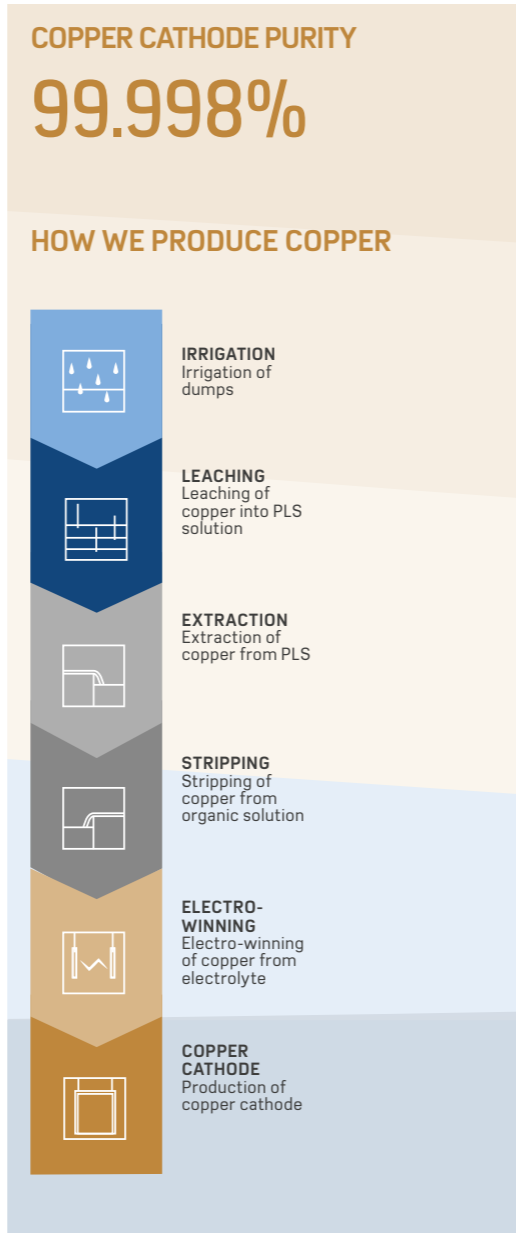 COPPER CATHODE PURITY
99.998%
HOW WE PRODUCE COPPER
IRRIGATION
Irrigation of
dumps
LEACHING
Leaching of
copper into PLS
solution
EXTRACTION
Extraction of
copper from PLS
STRIPPING
Stripping of
copper from
organic solution
ELECTRO-
WINNING
Electro-winning
of copper from
electrolyte
COPPER
CATHODE
Production of
copper cathode